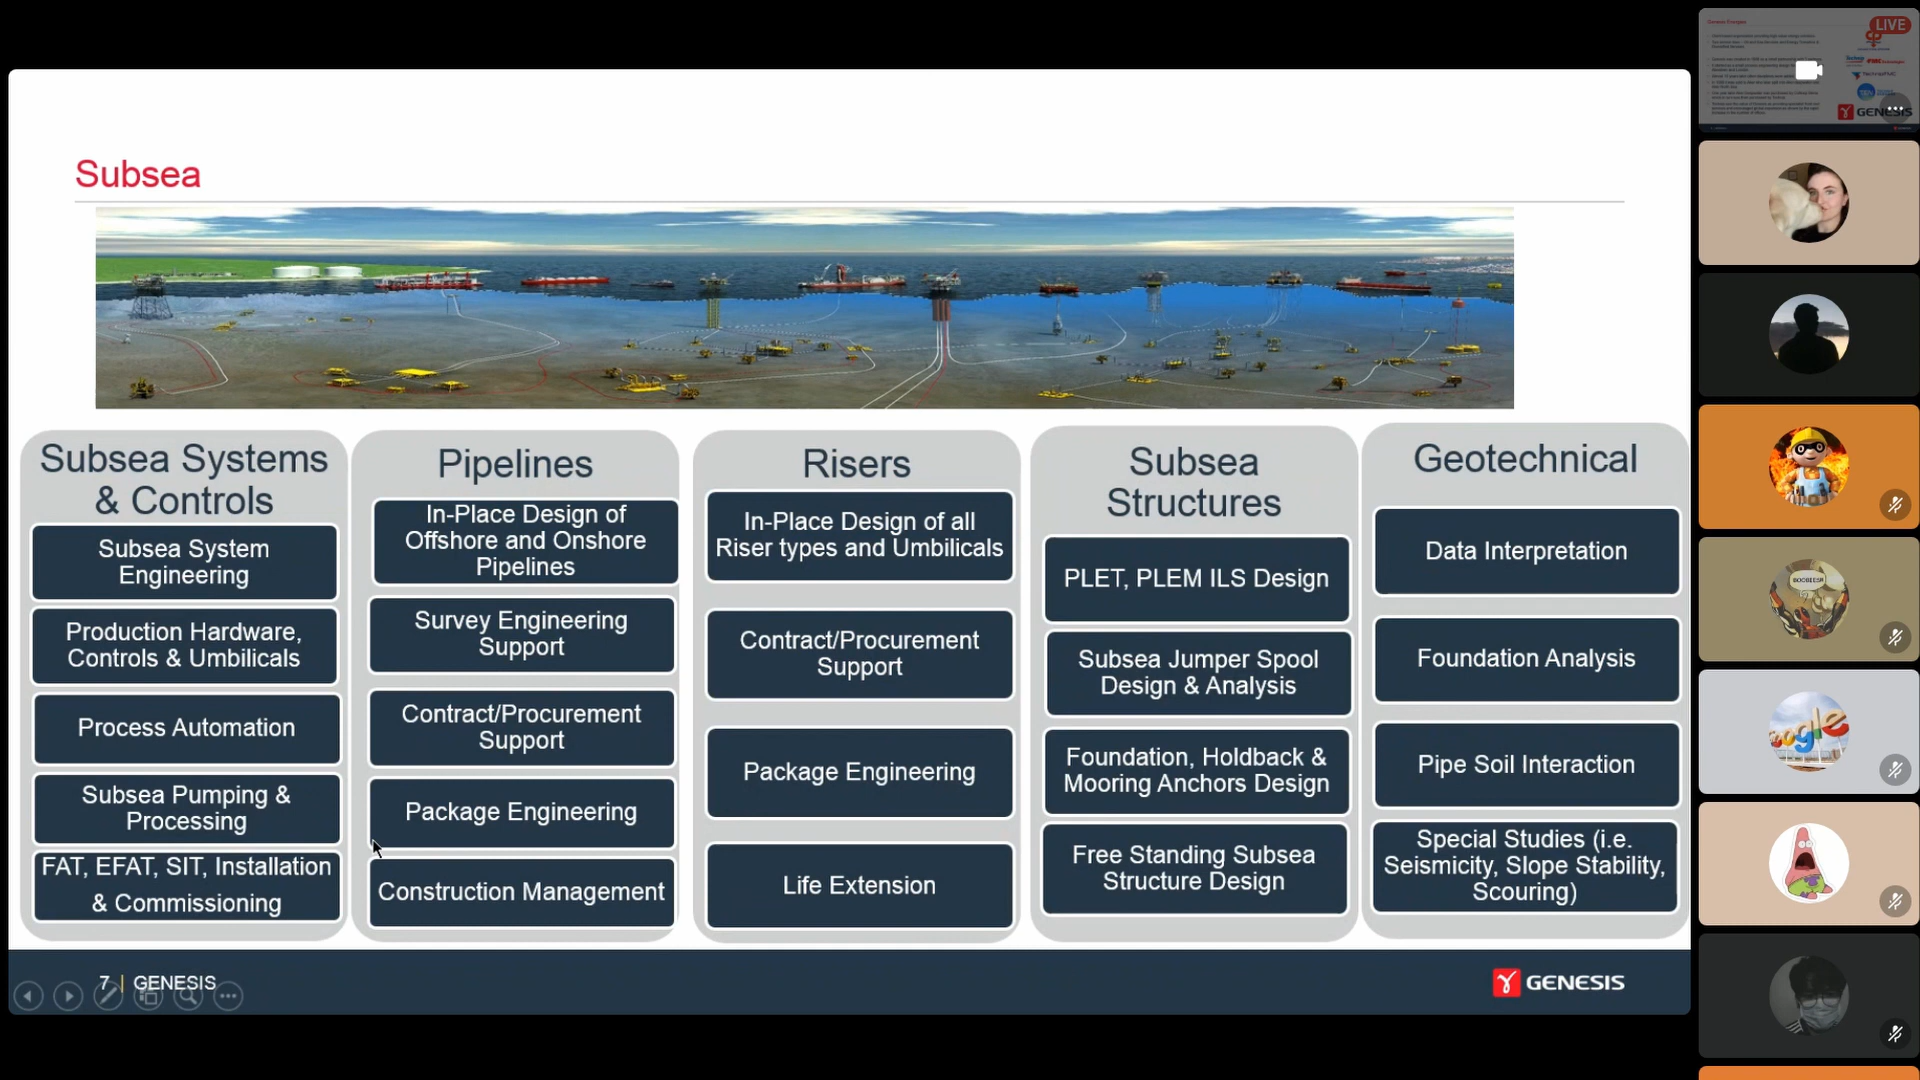 LIVE
GENESIS
Subsea
Subsea Systems
& Controls
Subsea System
Engineering
Production Hardware,
Controls & Umbilicals
Process Automation
Subsea Pumping &
Processing
FAT, EFAT, SIT, Installation
& Commissioning
Pipelines
In-Place Design of
Offshore and Onshore
Pipelines
Survey Engineering
Support
Contract/Procurement
Support
Package Engineering
Construction Management
Risers
In-Place Design of all
Riser types and Umbilicals
Contract/Procurement
Support
Package Engineering
Life Extension
Subsea
Structures
PLET, PLEM ILS Design
Subsea Jumper Spool
Design & Analysis
Foundation, Holdback &
Mooring Anchors Design
Free Standing Subsea
Structure Design
Geotechnical
Data Interpretation
Foundation Analysis
Pipe Soil Interaction
Special Studies (i.e.
Seismicity, Slope Stability,
Scouring)
7 | GENESIS
GENESIS